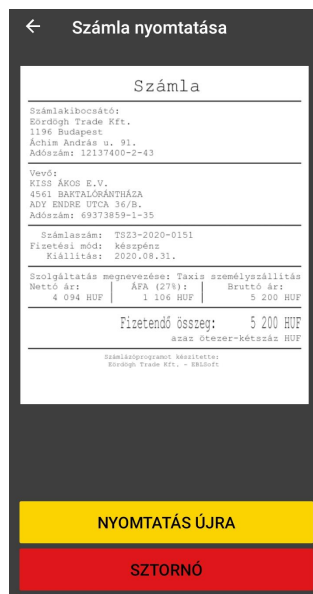 Számla nyomtatása
Számla
Számlakibocsátó:
Eördögh Trade Kft.
1196 Budapest
Áchim András u. 91.
Adószám: 12137400-2-43
Vevő:
KISS ÁKOS E.V.
4561 BAKTALÓRÁNTHÁZA
ADY ENDRE UTCA 36/B.
Adószám: 69373859-1-35
Számlaszám: TSZ3-2020-0151
Fizetési mód: készpénz
Kiállítás: 2020.08.31.
Szolgáltatás megnevezése: Taxis személyszállítás
Nettó ár: ÁFA (27%): Bruttó ár:
4 094 HUF 1 106 HUF 5 200 HUF
Fizetendő összeg: 5 200 HUF
azaz ötezer-kétszáz HUF
Számlázóprogramot készítette:
Eördögh Trade Kft. - EBLSoft
NYOMTATÁS ÚJRA
SZTORNÓ